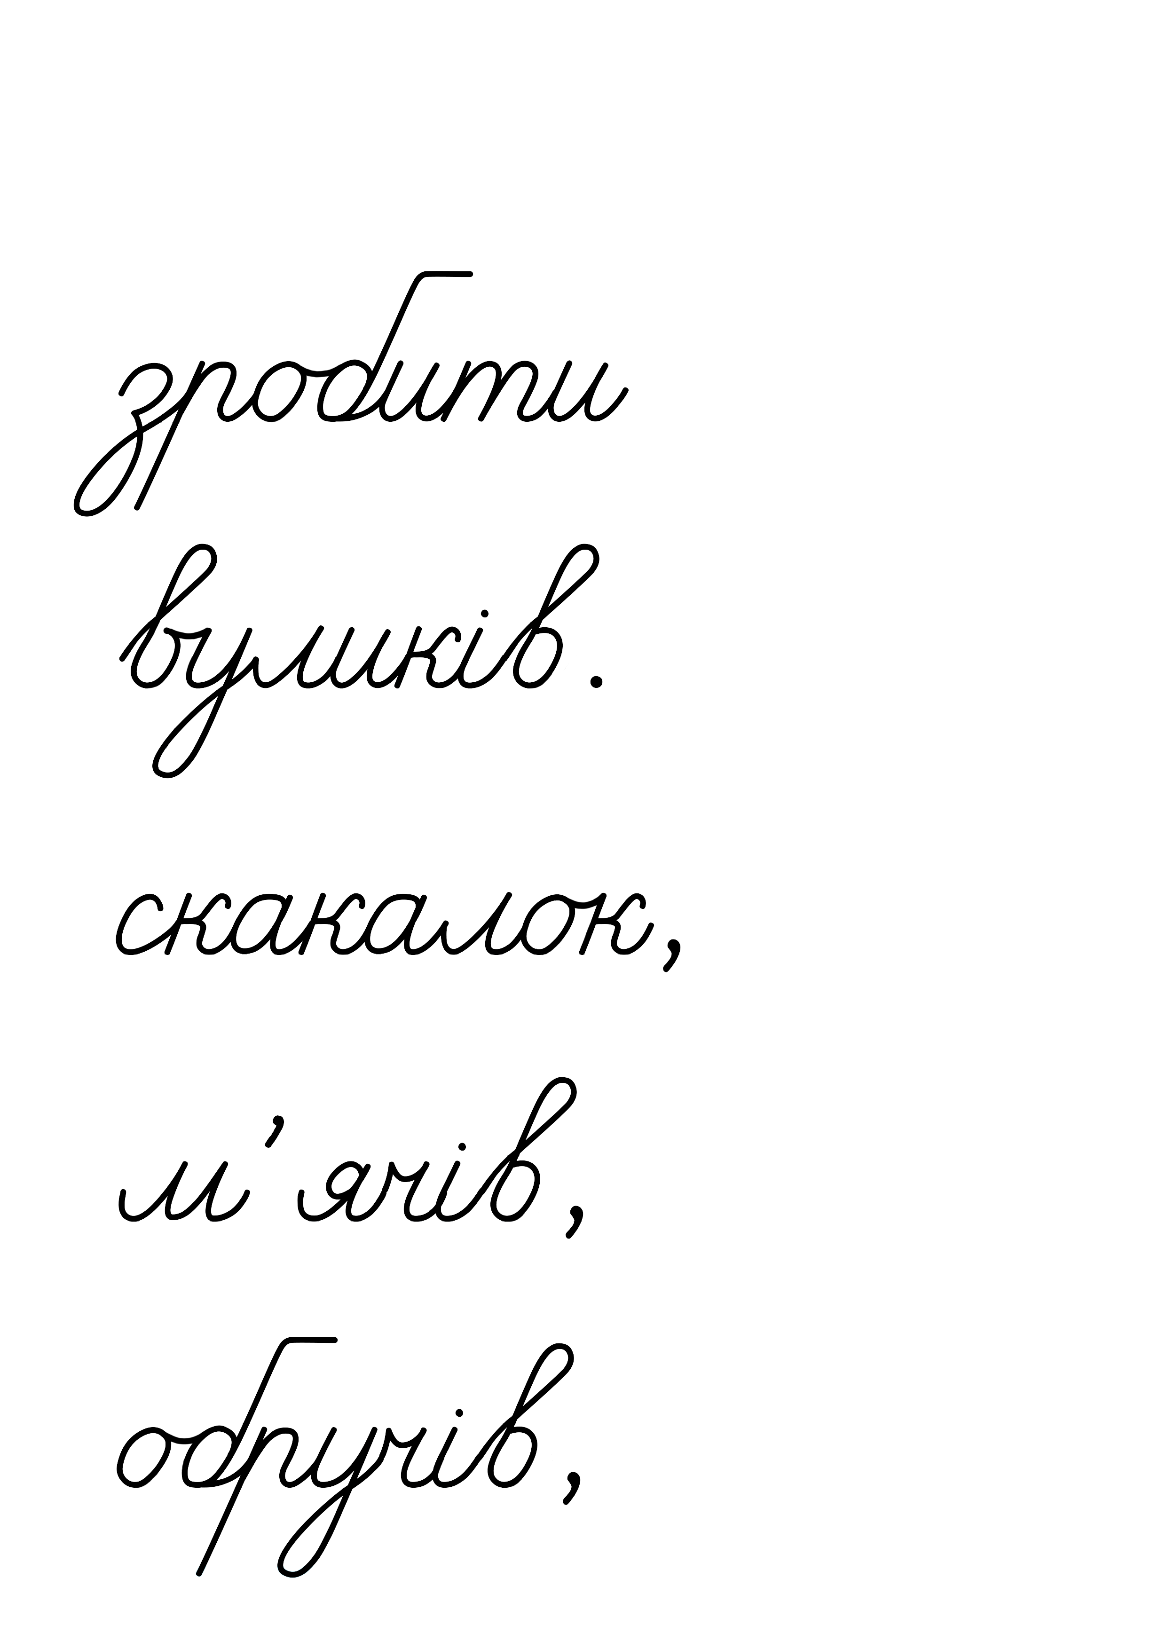 зробити
вуликів.
скакалок,
м’ячів,
обручів,